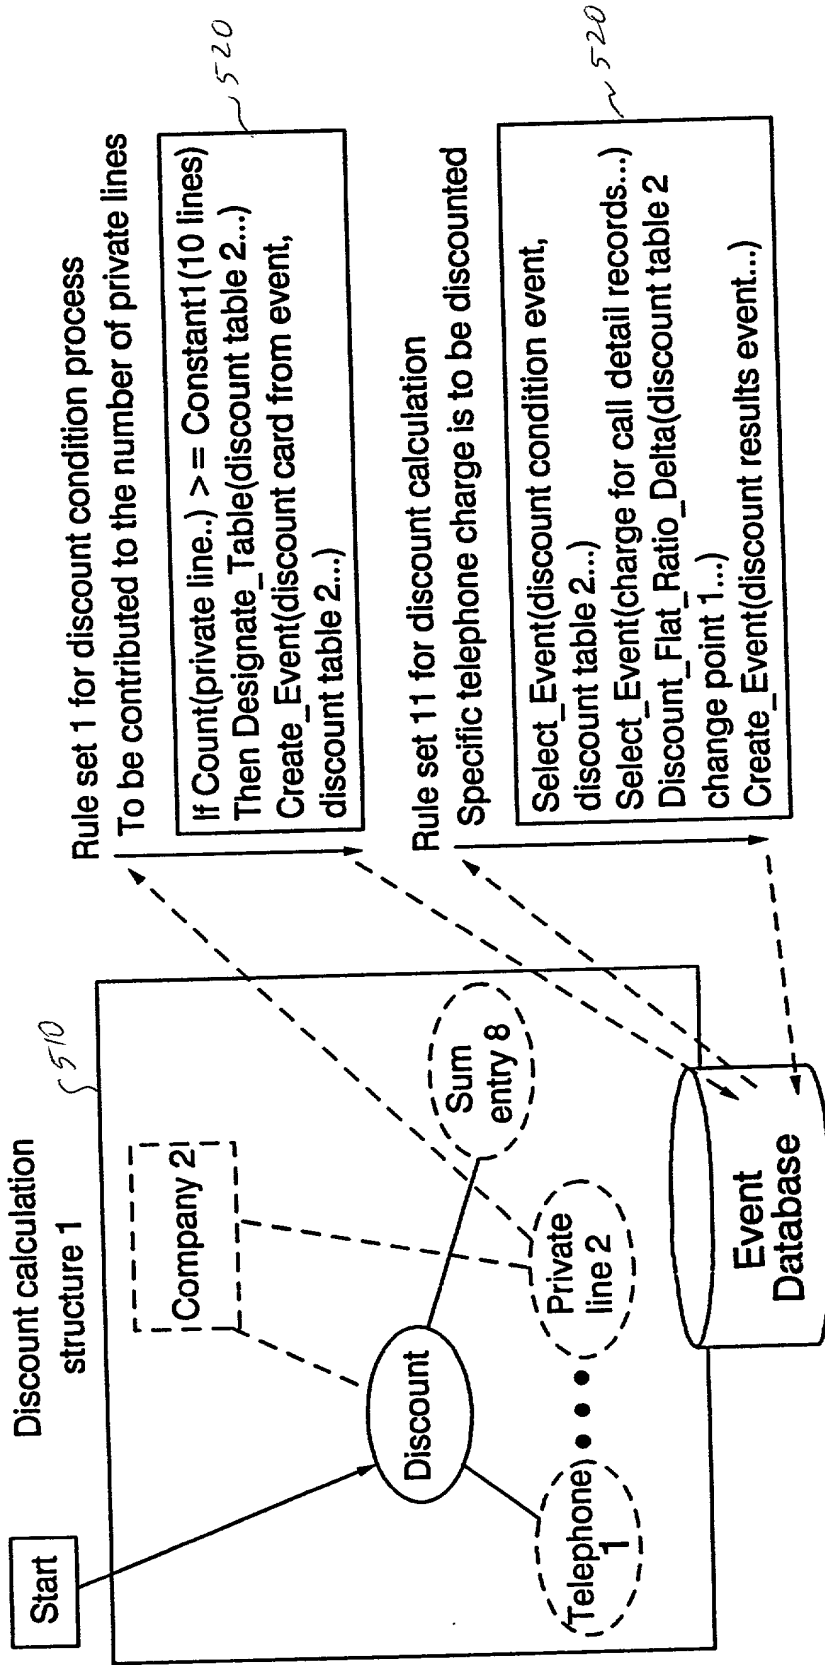 Start
Discount calculation
structure 1
510
Company 2
Discount
Sum
entry 8
Telephone
1
Private
line 2
Event
Database
Rule set 1 for discount condition process
To be contributed to the number of private lines
If Count(private line..) >= Constant1(10 lines)
Then Designate_Table(discount table 2...)
Create_Event(discount card from event,
discount table 2...)
520
Rule set 11 for discount calculation
Specific telephone charge is to be discounted
Select_Event(discount condition event,
discount table 2...)
Select_Event(charge for call detail records...)
Discount_Flat_Ratio_Delta(discount table 2
change point 1...)
Create_Event(discount results event...)
520